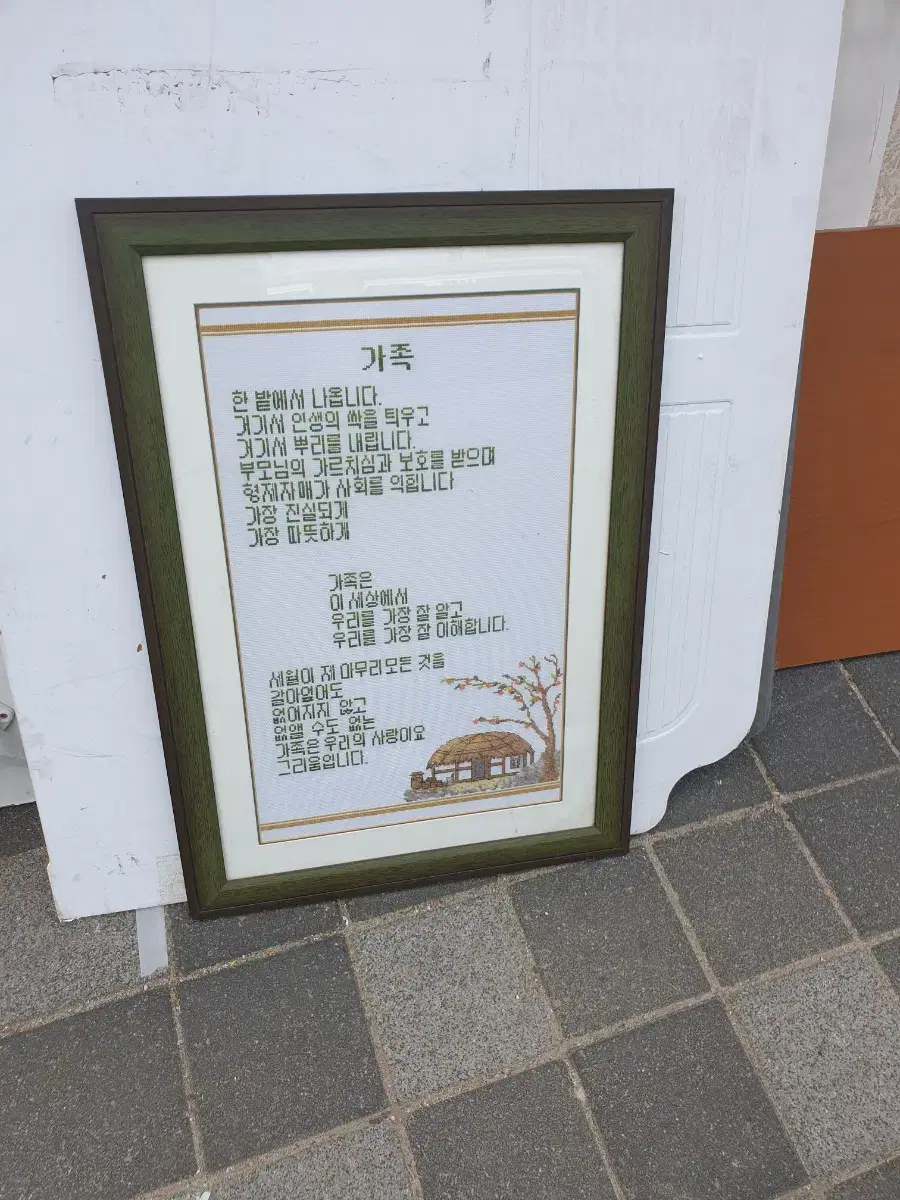 가족
한 밭에서 나옵니다.
거기서 인생의 싹을 틔우고
거기서 뿌리를 내립니다.
부모님의 가르치심과 보호를 받으며
형제자매가 사회를 익힙니다
가장 진실되게
가장 따뜻하게
가족은
이 세상에서
우리를 가장 잘 알고
우리를 가장 잘 이해합니다.
세월이 제 아무리 모든 것을
갈아엎어도
없어지지 않고
없앨 수도 없는
가족은 우리의 사랑이요
그리움입니다.